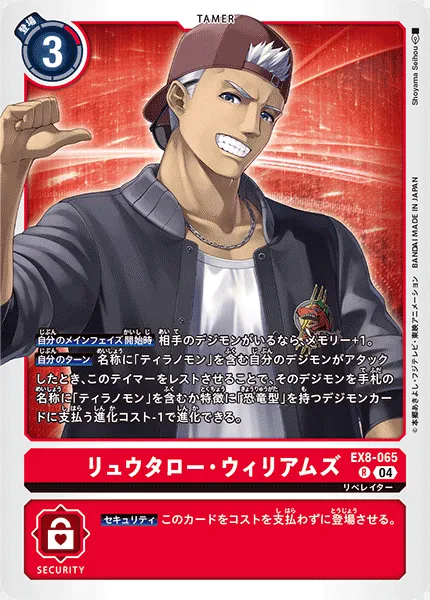 TAMER
登場
3
Shoyama Seihou
自分のメインフェイズ開始時 相手のデジモンがいるなら、メモリー+1。
自分のターン 名称に「ティラノモン」を含む自分のデジモンがアタック
したとき、このテイマーをレストさせることで、そのデジモンを手札の
名称に「ティラノモン」を含むか特徴に「恐竜型」を持つデジモンカー
ドに支払う進化コスト-1で進化できる。
©本郷あきよし・フジテレビ・東映アニメーション BANDAI MADE IN JAPAN
リュウタロー・ウィリアムズ
EX8-065
R 04
リベレイター
セキュリティ このカードをコストを支払わずに登場させる。
SECURITY